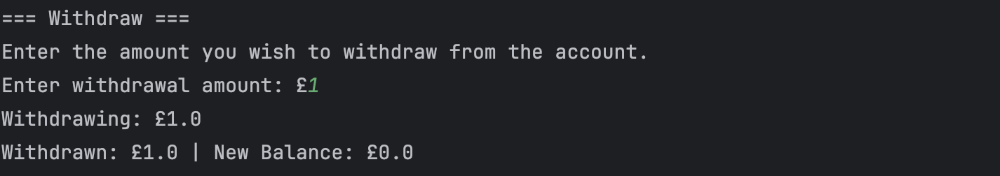 === Withdraw ===
Enter the amount you wish to withdraw from the account.
Enter withdrawal amount: £1
Withdrawing: £1.0
Withdrawn: £1.0 | New Balance: £0.0